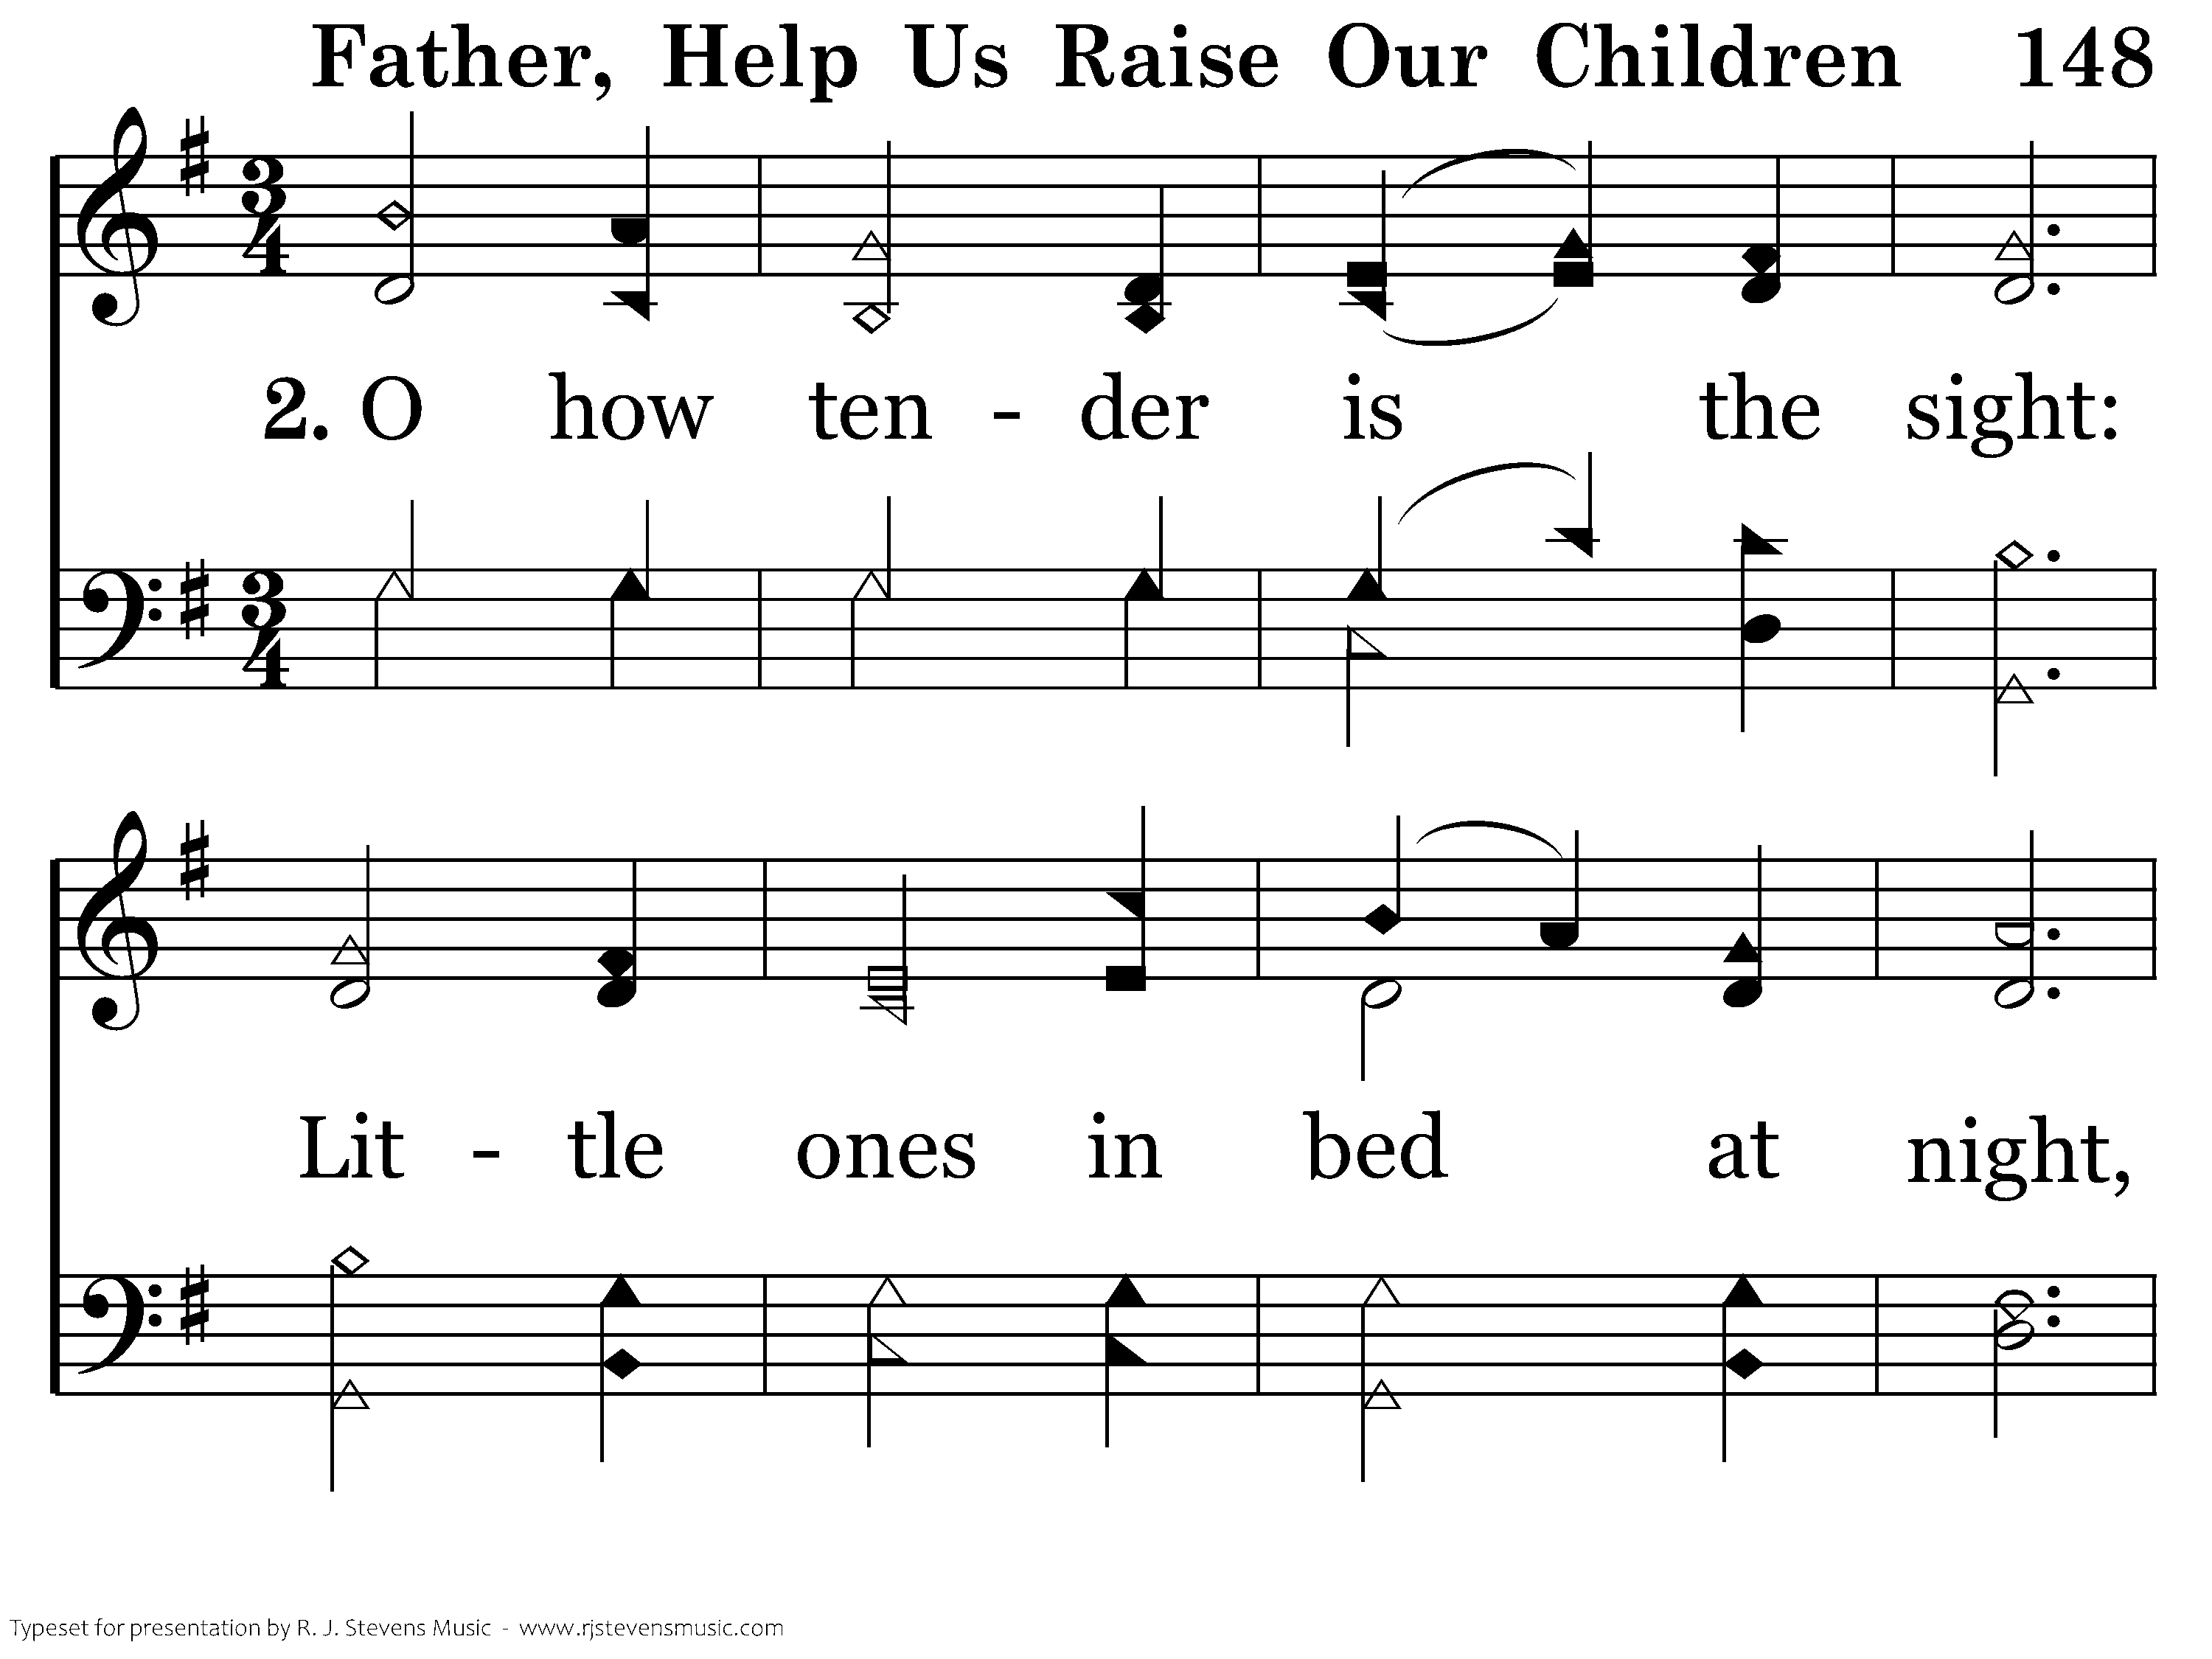 Father, Help Us Raise Our Children 148
3
4
2. O how ten - der is the sight:
3
4
Lit - tle ones in bed at night,
Typeset for presentation by R. J. Stevens Music - www.rjstevensmusic.com